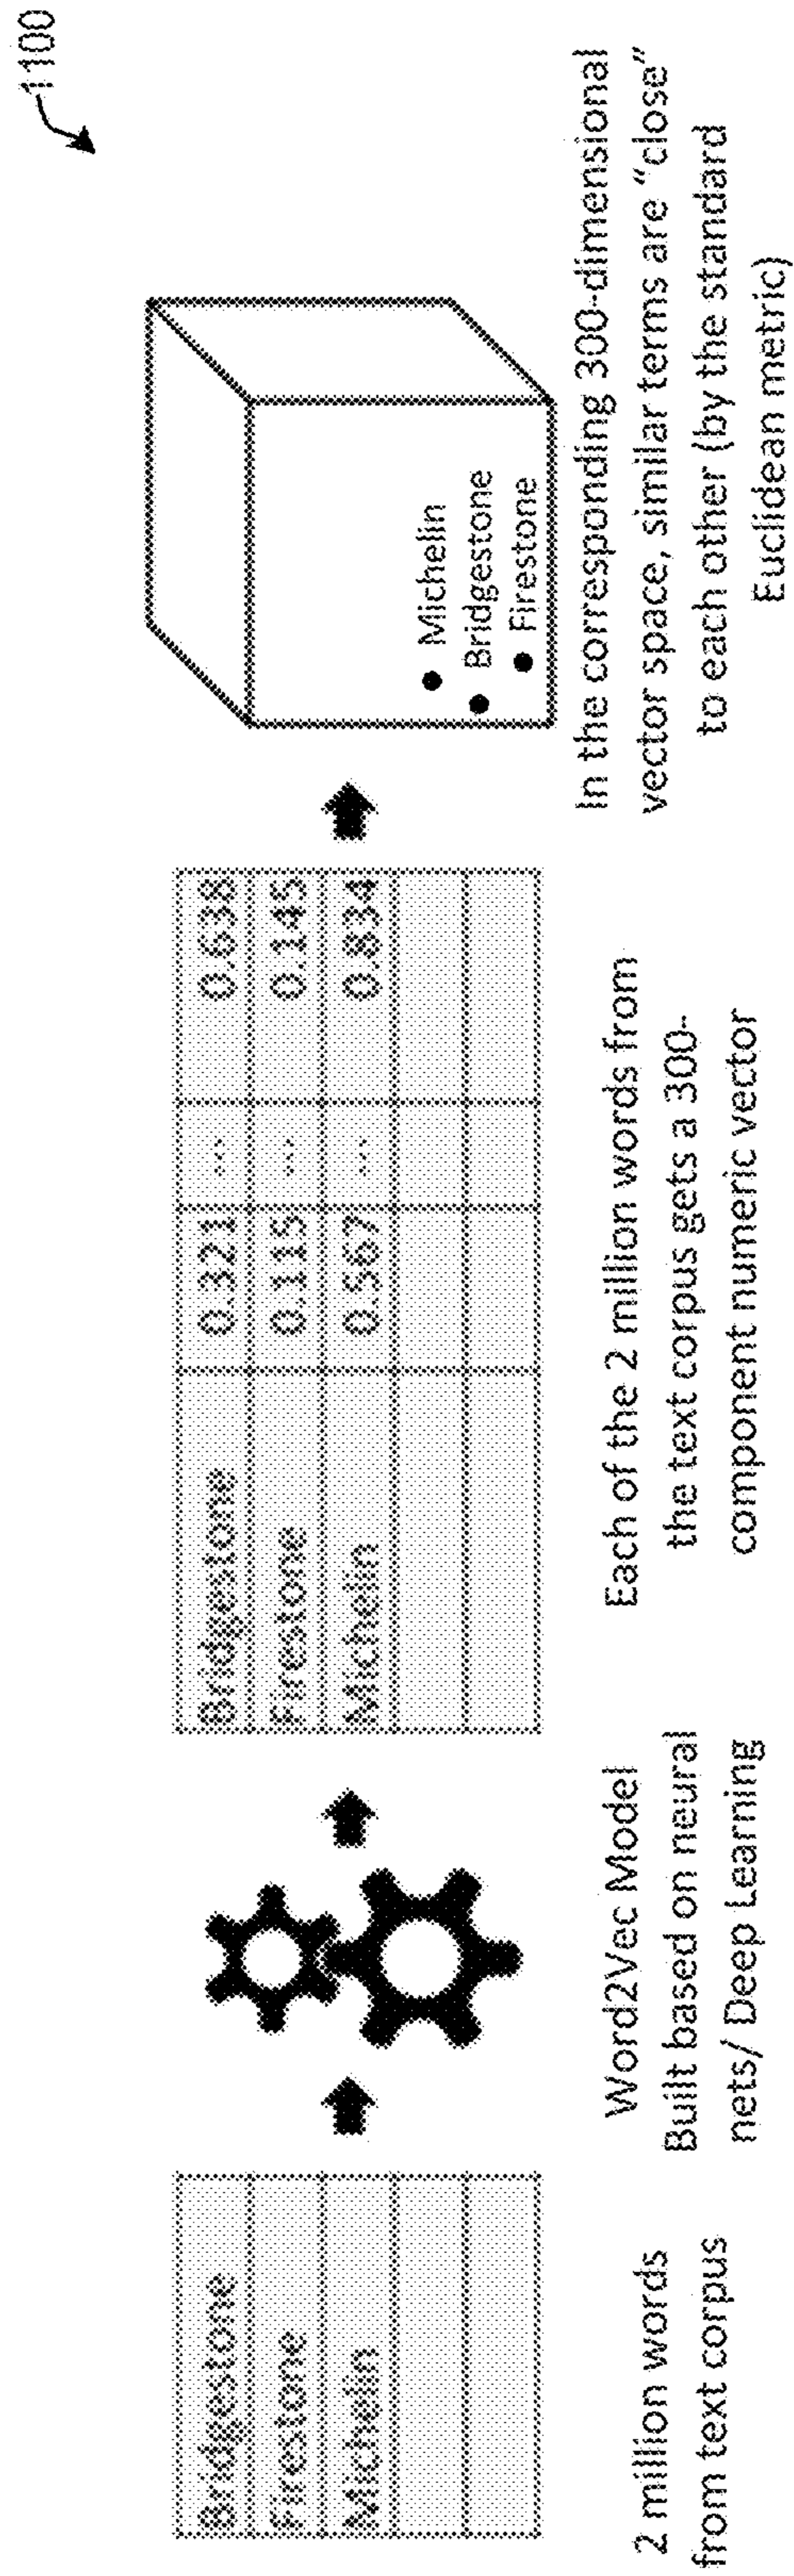 1100
Bridgestone
Firestone
Michelin
2 million words
from text corpus
Word2Vec Model
Built based on neural
nets/ Deep Learning
Bridgestone 0.321 ... 0.638
Firestone 0.115 ... 0.145
Michelin 0.567 ... 0.834
Each of the 2 million words from
the text corpus gets a 300-
component numeric vector
Michelin
Bridgestone
Firestone
In the corresponding 300-dimensional
vector space, similar terms are “close”
to each other (by the standard
Euclidean metric)